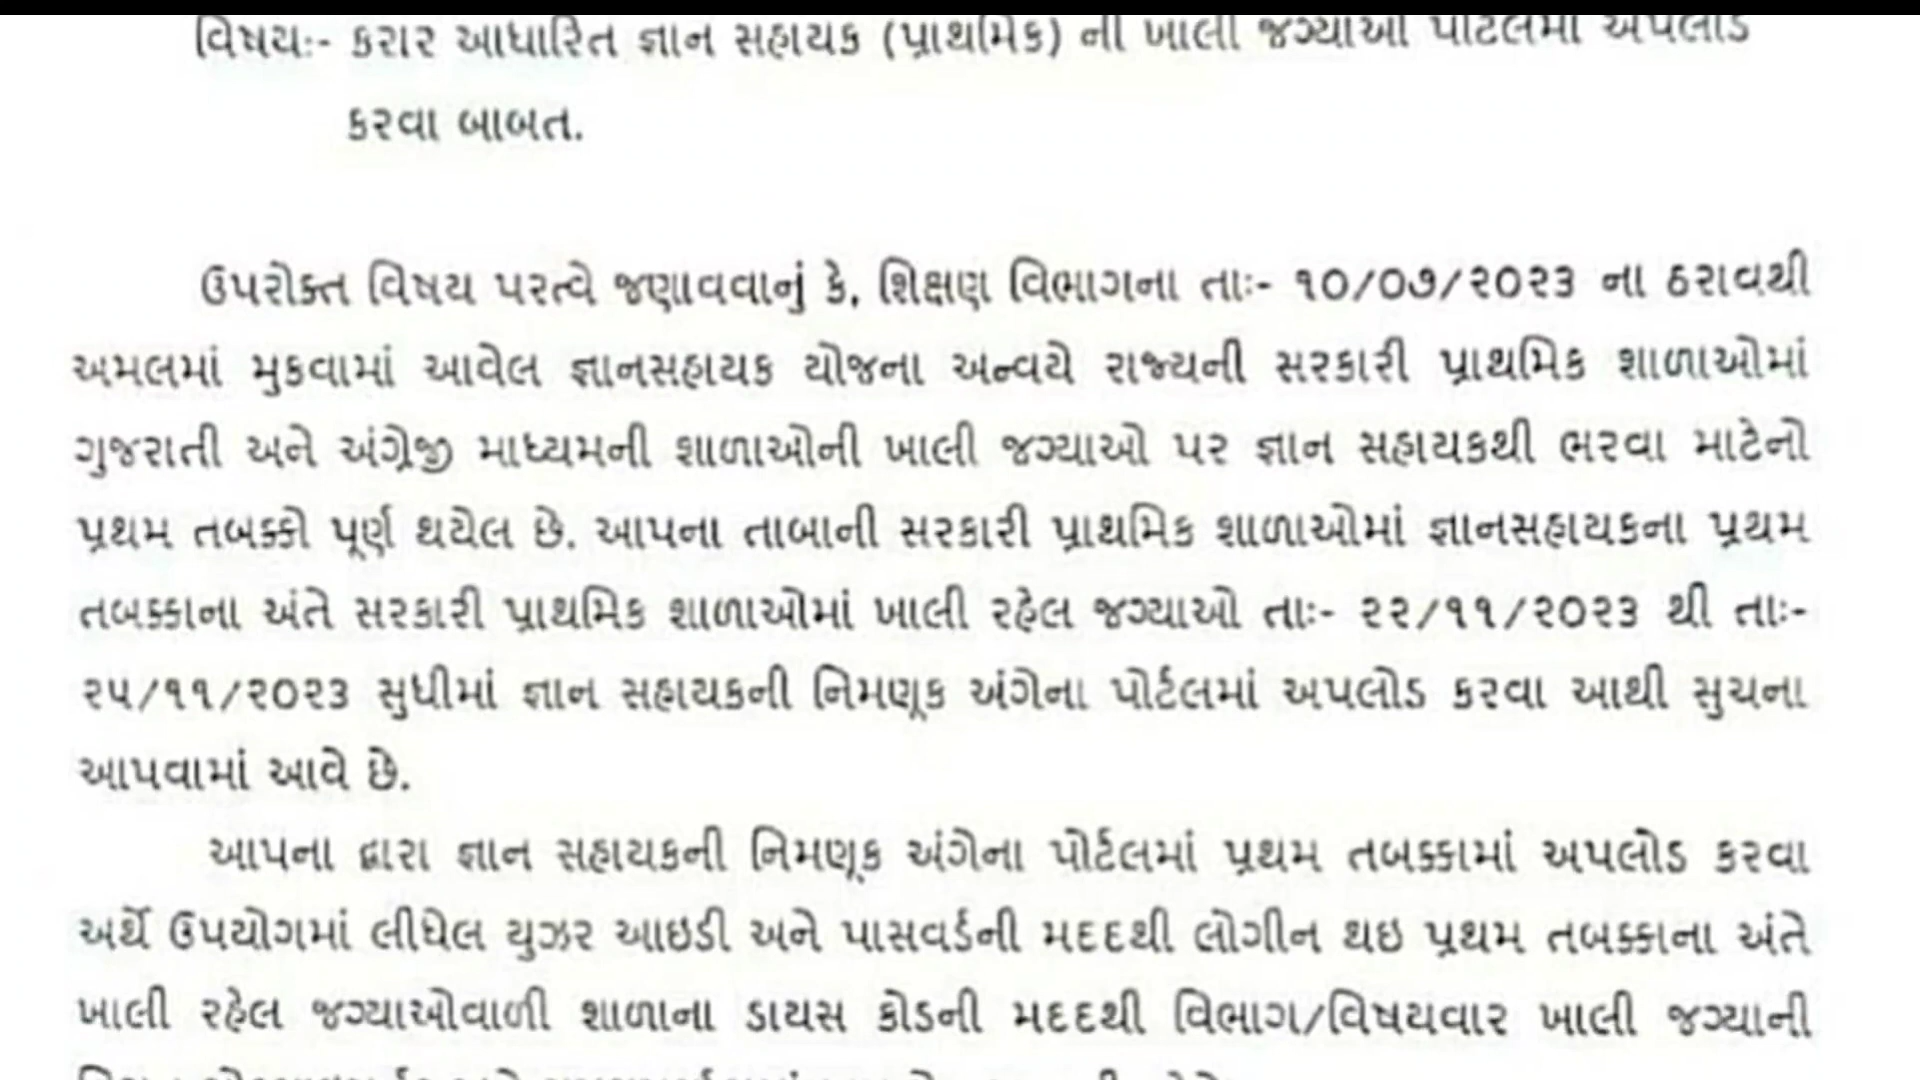 વિષયઃ- કરાર આધારિત જ્ઞાન સહાયક (પ્રાથમિક) ની ખાલી જગ્યાઓ પોર્ટલમાં અપલોડ
કરવા બાબત.
ઉપરોક્ત વિષય પરત્વે જણાવવાનું કે, શિક્ષણ વિભાગના તાઃ- ૧૦/૦૭/૨૦૨૩ ના ઠરાવથી
અમલમાં મુકવામાં આવેલ જ્ઞાનસહાયક યોજના અન્વયે રાજ્યની સરકારી પ્રાથમિક શાળાઓમાં
ગુજરાતી અને અંગ્રેજી માધ્યમની શાળાઓની ખાલી જગ્યાઓ પર જ્ઞાન સહાયકથી ભરવા માટેનો
પ્રથમ તબક્કો પૂર્ણ થયેલ છે. આપના તાબાની સરકારી પ્રાથમિક શાળાઓમાં જ્ઞાનસહાયકના પ્રથમ
તબક્કાના અંતે સરકારી પ્રાથમિક શાળાઓમાં ખાલી રહેલ જગ્યાઓ તાઃ- ૨૨/૧૧/૨૦૨૩ થી તાઃ-
૨૫/૧૧/૨૦૨૩ સુધીમાં જ્ઞાન સહાયકની નિમણૂક અંગેના પોર્ટલમાં અપલોડ કરવા આથી સુચના
આપવામાં આવે છે.
આપના દ્વારા જ્ઞાન સહાયકની નિમણૂક અંગેના પોર્ટલમાં પ્રથમ તબક્કામાં અપલોડ કરવા
અર્થે ઉપયોગમાં લીધેલ યુઝર આઇડી અને પાસવર્ડની મદદથી લોગીન થઇ પ્રથમ તબક્કાના અંતે
ખાલી રહેલ જગ્યાઓવાળી શાળાના ડાયસ કોડની મદદથી વિભાગ/વિષયવાર ખાલી જગ્યાની